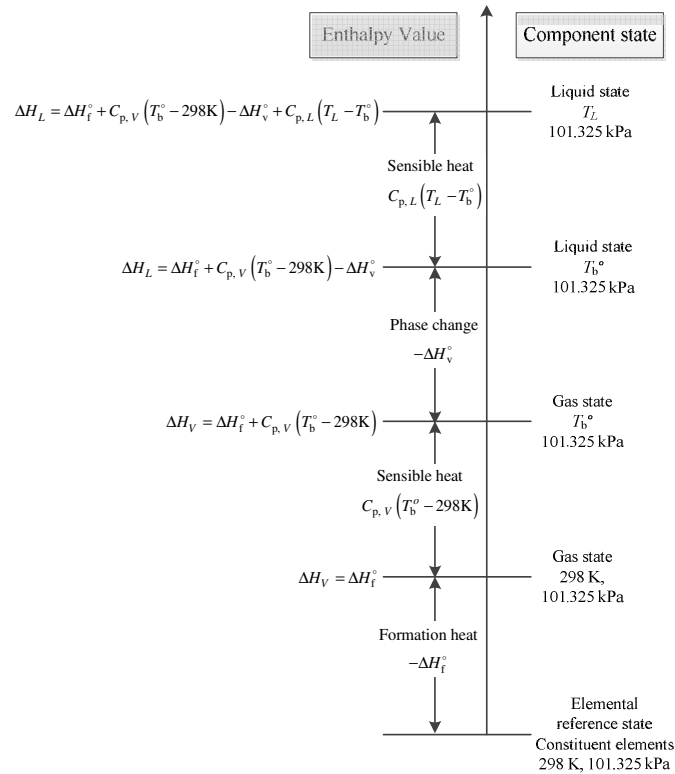 Enthalpy Value
Component state
ΔH_L = ΔH_f° + C_p,V (T_b° − 298K) − ΔH_v° + C_p,L (T_L − T_b°)
Liquid state
T_L
101.325 kPa
Sensible heat
C_p,L (T_L − T_b°)
ΔH_L = ΔH_f° + C_p,V (T_b° − 298K) − ΔH_v°
Liquid state
T_b°
101.325 kPa
Phase change
−ΔH_v°
ΔH_V = ΔH_f° + C_p,V (T_b° − 298K)
Gas state
T_b°
101.325 kPa
Sensible heat
C_p,V (T_b^o − 298K)
ΔH_V = ΔH_f°
Gas state
298 K,
101.325 kPa
Formation heat
−ΔH_f°
Elemental
reference state
Constituent elements
298 K, 101.325 kPa